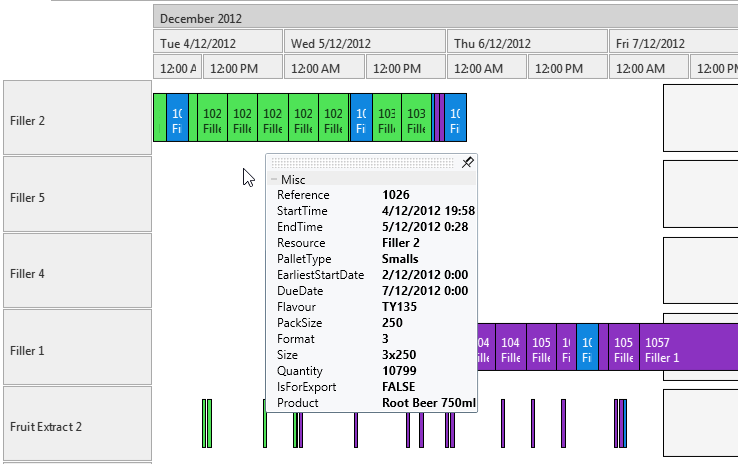 December 2012
Tue 4/12/2012 Wed 5/12/2012 Thu 6/12/2012 Fri 7/12/2012
12:00 A 12:00 PM 12:00 AM 12:00 PM 12:00 AM 12:00 PM 12:00 AM 12:00 P
Filler 2
10 102 102 102 102 102 10 103 103 10
Fi Fille Fille Fille Fille Fille Fi Fille Fille Fi
Misc
Reference 1026
StartTime 4/12/2012 19:58
Filler 5
EndTime 5/12/2012 0:28
Resource Filler 2
PalletType Smalls
EarliestStartDate 2/12/2012 0:00
Filler 4
DueDate 7/12/2012 0:00
Flavour TY135
PackSize 250
Format 3
Filler 1
04 104 105 10 10 105 1057
Fille Fille Fille Fi Fi Fille Filler 1
Size 3x250
Quantity 10799
IsForExport FALSE
Product Root Beer 750ml
Fruit Extract 2